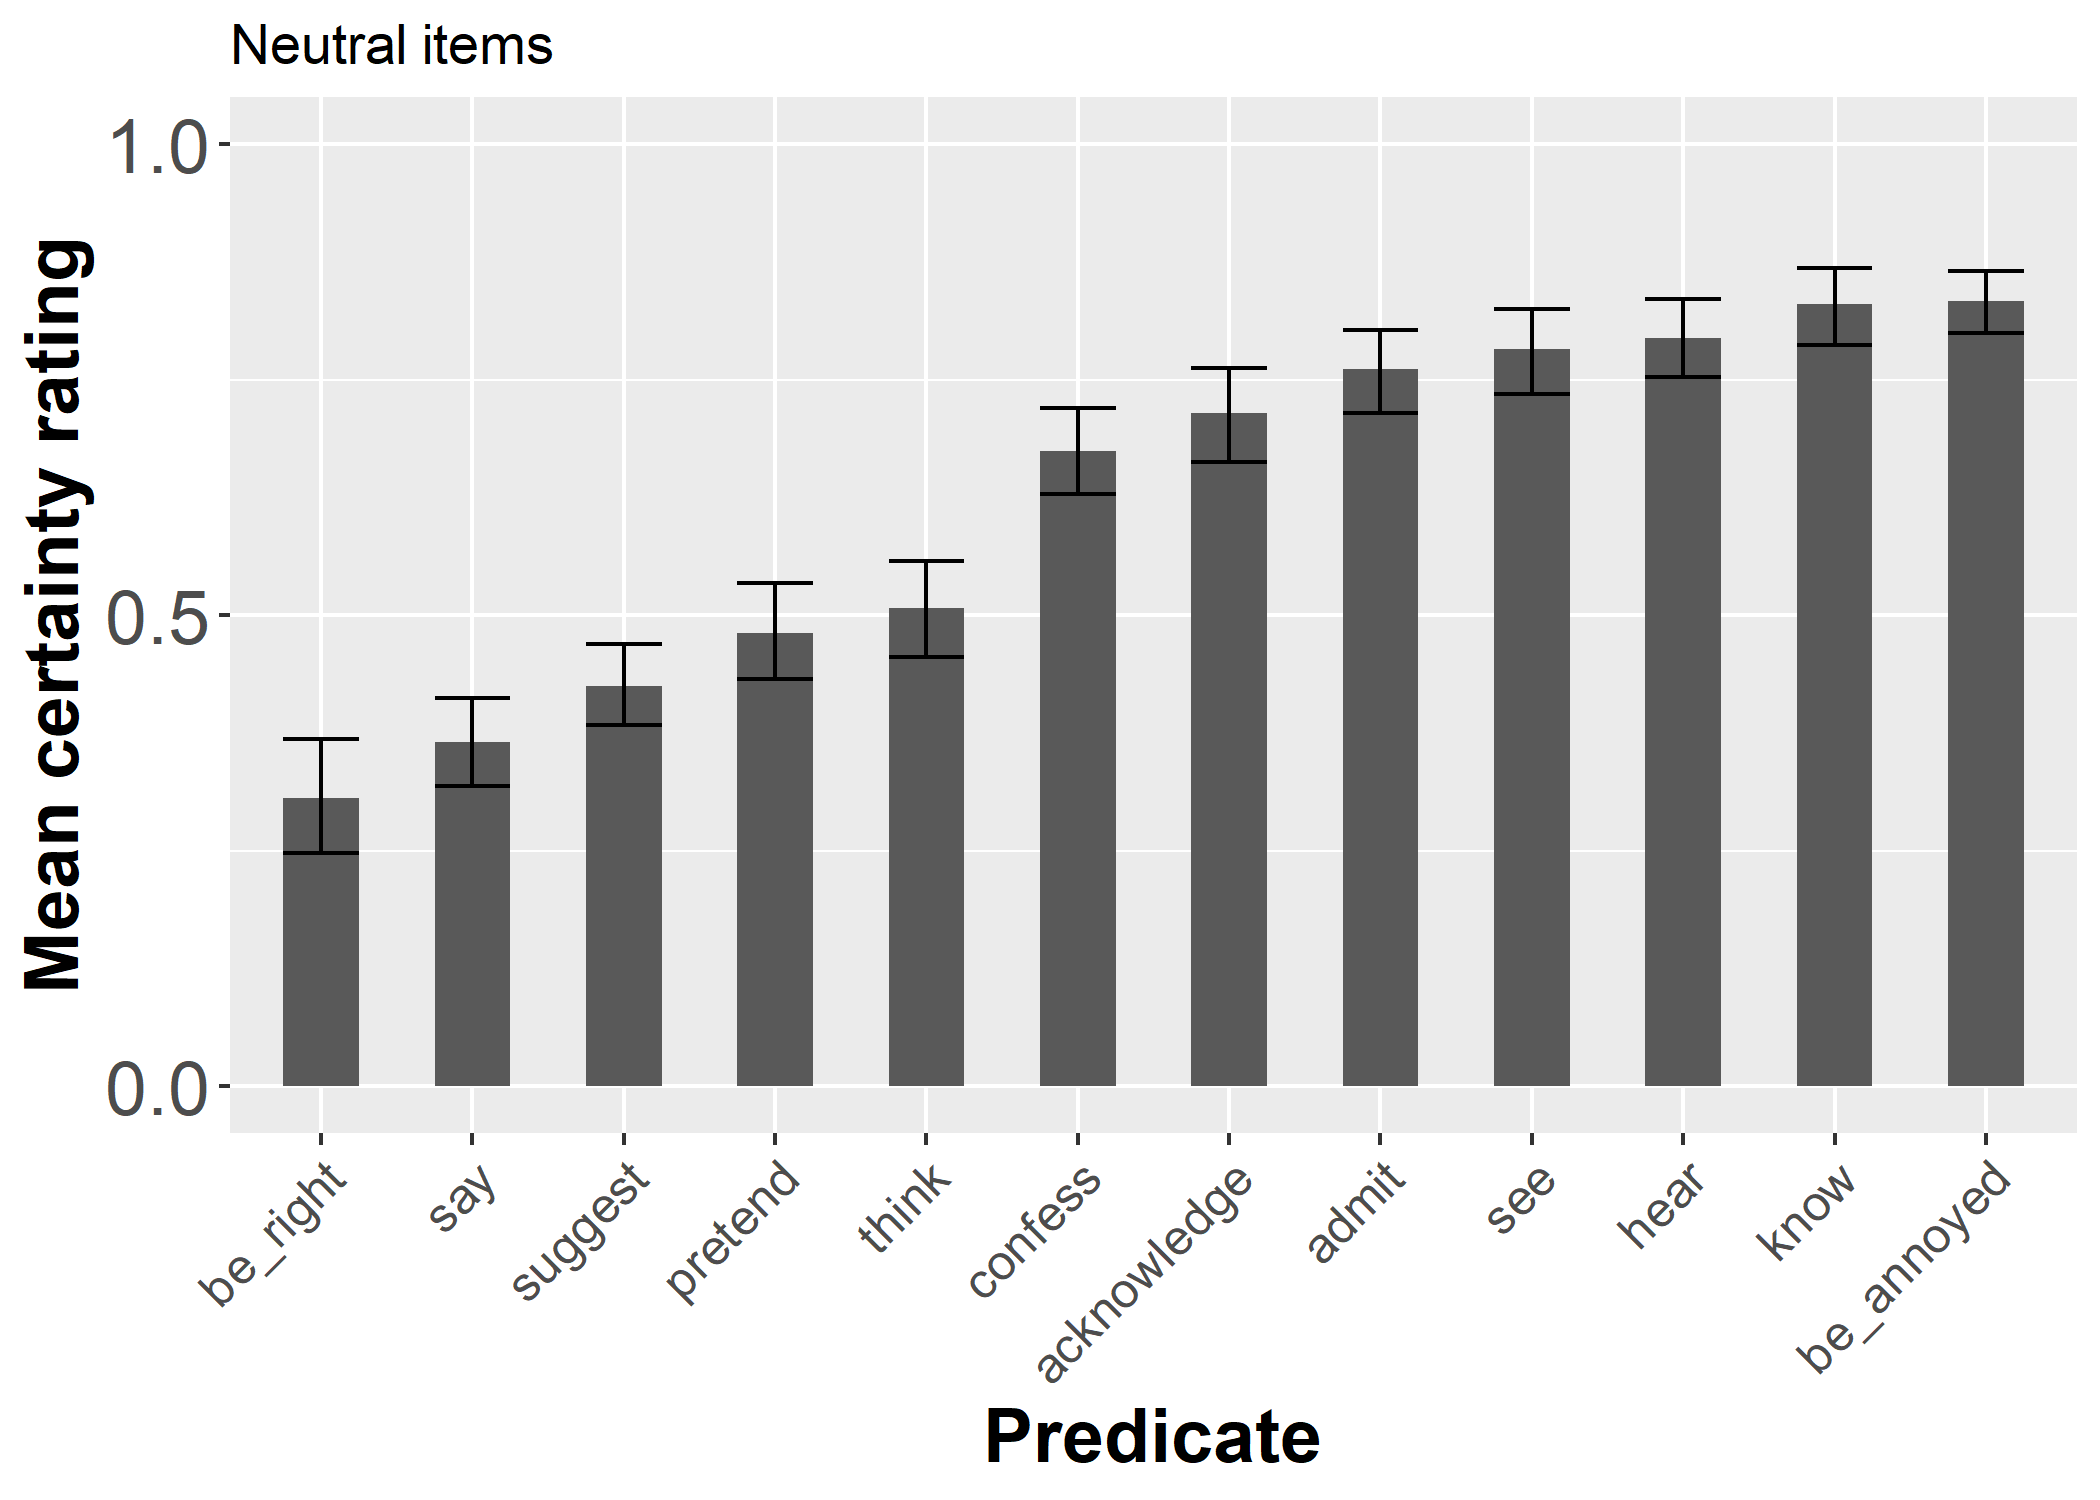 Neutral items
Mean certainty rating
1.0
0.5
0.0
be_right
say
suggest
pretend
think
confess
acknowledge
admit
see
hear
know
be_annoyed
Predicate